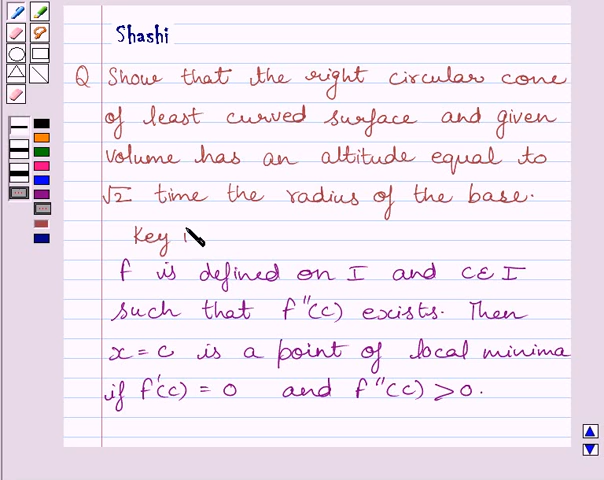 Shashi
Q Show that the right circular cone
of least curved surface and given
volume has an altitude equal to
√2 time the radius of the base.
Key i
f is defined on I and c ε I
such that f"(c) exists. Then
x = c is a point of local minima
if f'(c) = 0 and f"(c) > 0.